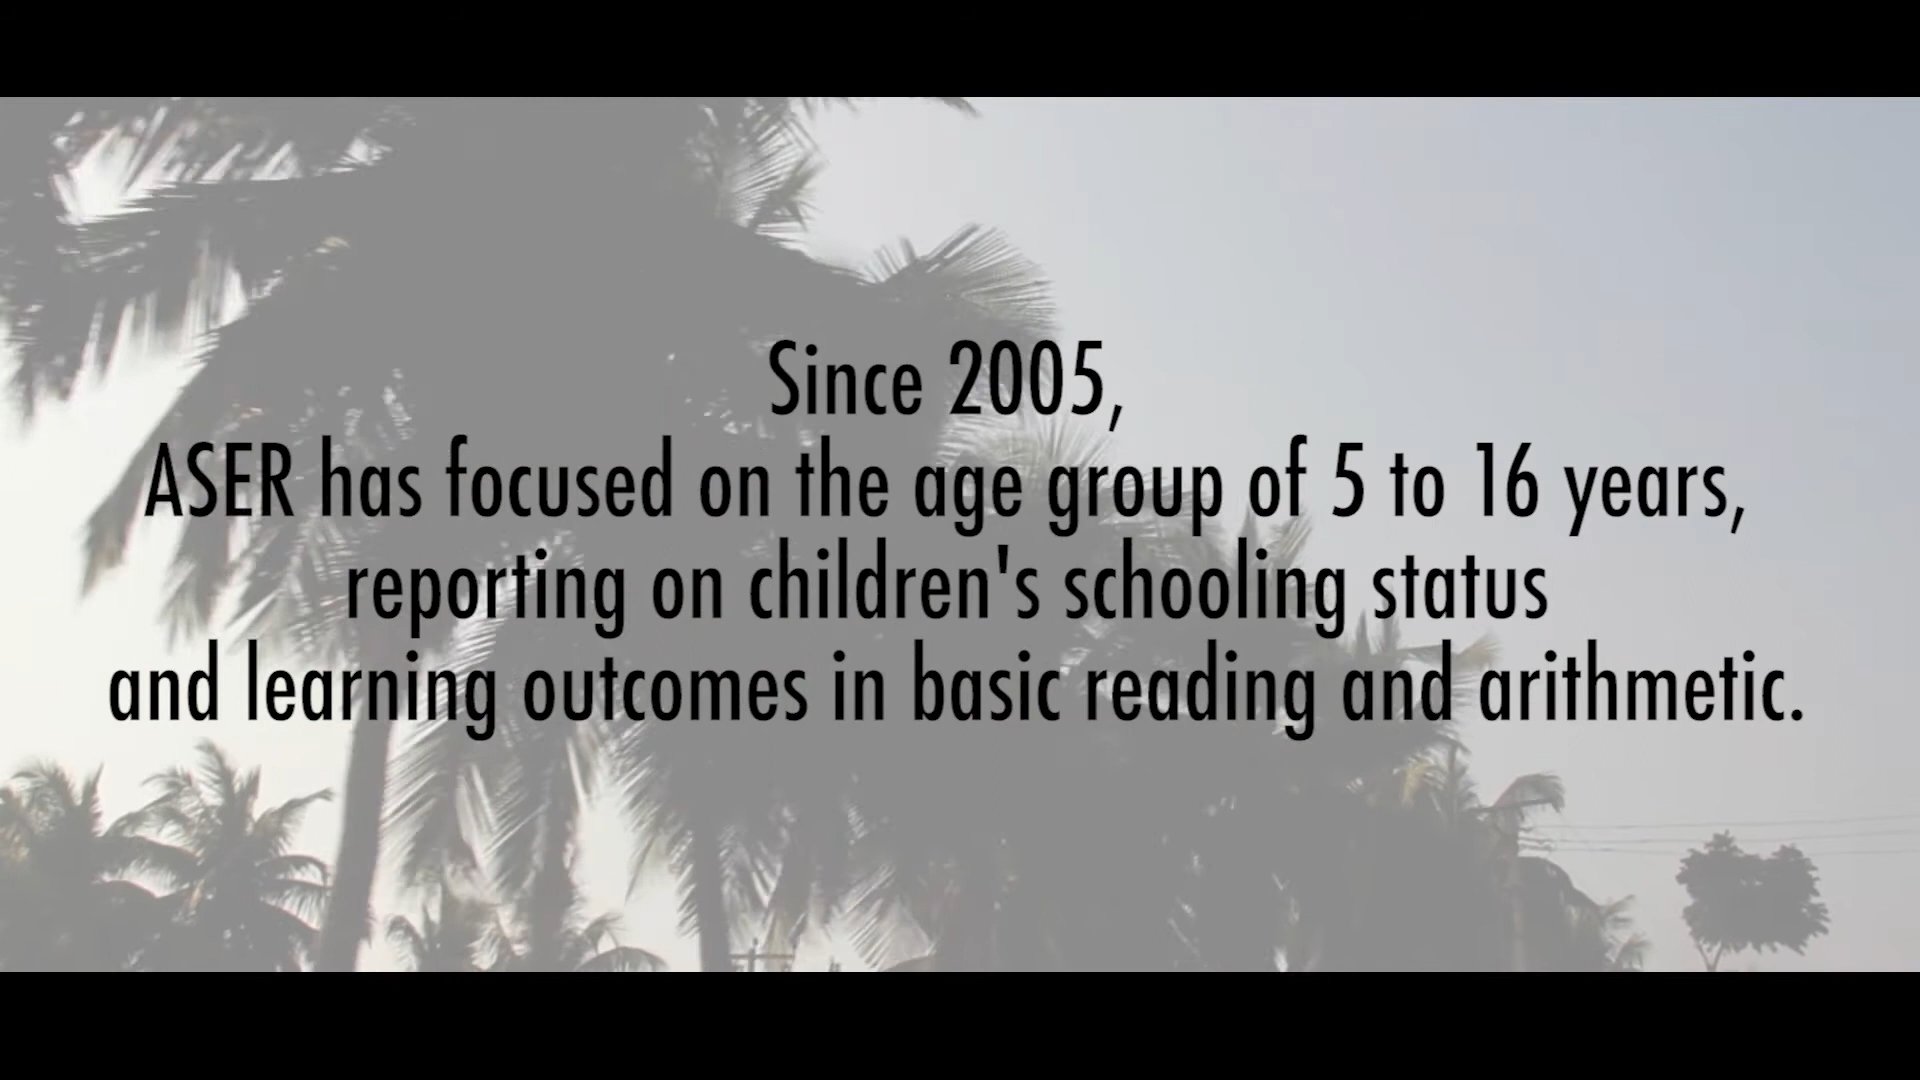 Since 2005,
ASER has focused on the age group of 5 to 16 years,
reporting on children's schooling status
and learning outcomes in basic reading and arithmetic.